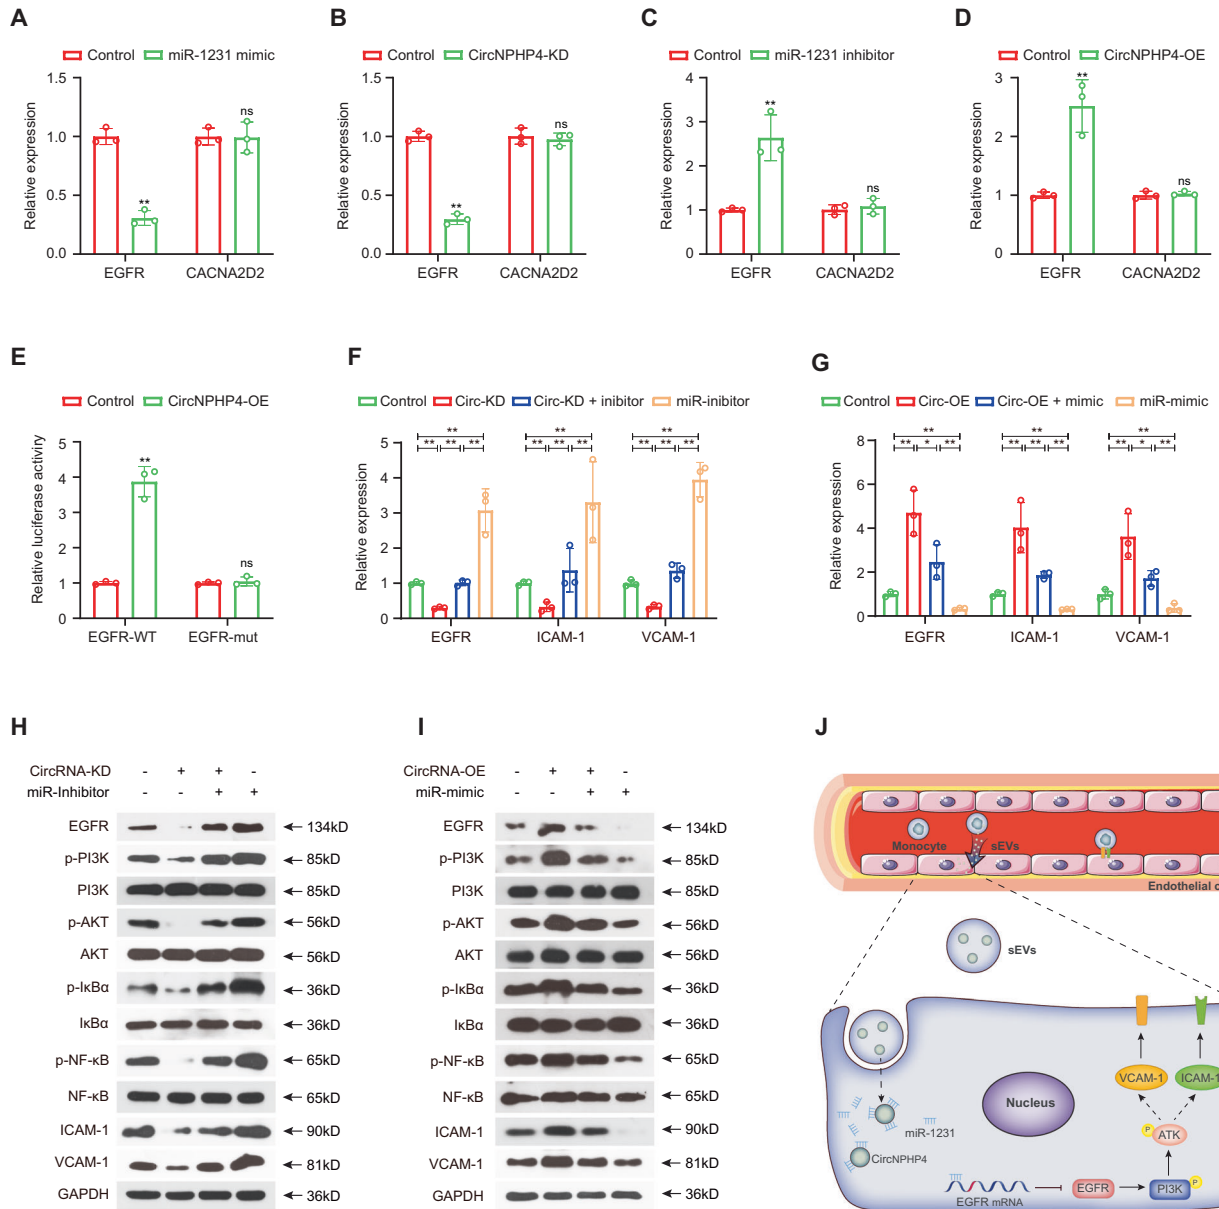 A
Control miR-1231 mimic
Relative expression
1.5
1.0
0.5
0.0
**
ns
EGFR CACNA2D2
B
Control CircNPHP4-KD
Relative expression
1.5
1.0
0.5
0.0
**
ns
EGFR CACNA2D2
C
Control miR-1231 inhibitor
Relative expression
4
3
2
1
0
**
ns
EGFR CACNA2D2
D
Control CircNPHP4-OE
Relative expression
3
2
1
0
**
ns
EGFR CACNA2D2
E
Control CircNPHP4-OE
Relative luciferase activiry
5
4
3
2
1
0
**
ns
EGFR-WT EGFR-mut
F
Control Circ-KD Circ-KD + inibitor miR-inibitor
Relative expression
5
4
3
2
1
0
** ** **
** ** ** ** ** ** ** ** **
EGFR ICAM-1 VCAM-1
G
Control Circ-OE Circ-OE + mimic miR-mimic
Relative expression
8
6
4
2
0
** ** **
** * ** ** ** ** ** * **
EGFR ICAM-1 VCAM-1
H
CircRNA-KD - + + -
miR-Inhibitor - - + +
EGFR 134kD
p-PI3K 85kD
PI3K 85kD
p-AKT 56kD
AKT 56kD
p-IκBα 36kD
IκBα 36kD
p-NF-κB 65kD
NF-κB 65kD
ICAM-1 90kD
VCAM-1 81kD
GAPDH 36kD
I
CircRNA-OE - + + -
miR-mimic - - + +
EGFR 134kD
p-PI3K 85kD
PI3K 85kD
p-AKT 56kD
AKT 56kD
p-IκBα 36kD
IκBα 36kD
p-NF-κB 65kD
NF-κB 65kD
ICAM-1 90kD
VCAM-1 81kD
GAPDH 36kD
J
Monocyte sEVs
Endothelial c
sEVs
VCAM-1 ICAM-1
Nucleus
miR-1231
P ATK
CircNPHP4
EGFR PI3K P
EGFR mRNA